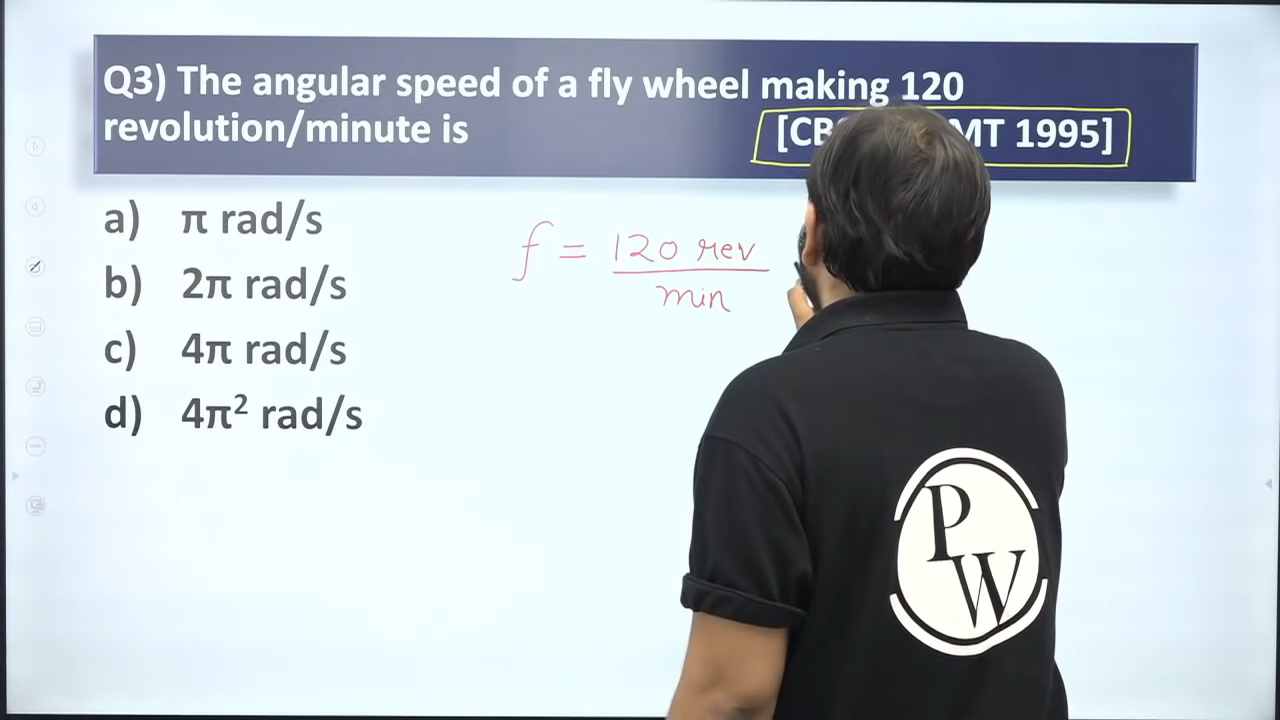 Q3) The angular speed of a fly wheel making 120
revolution/minute is
MT 1995]
a) π rad/s
b) 2π rad/s
c) 4π rad/s
d) 4π² rad/s
f = 120 rev
min
P
W